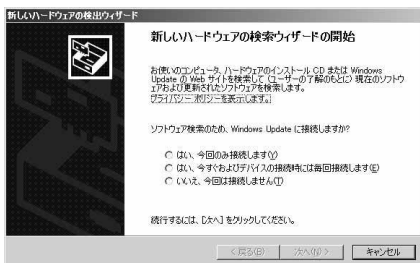 新しいハードウェアの検出ウィザード
新しいハードウェアの検索ウィザードの開始
お使いのコンピュータ、ハードウェアのインストール CD または Windows
Update の Web サイトを検索して (ユーザーの了解のもとに) 現在のソフトウ
ェアおよび更新されたソフトウェアを検索します。
プライバシー ポリシーを表示します。
ソフトウェア検索のため、Windows Update に接続しますか?
はい、今回のみ接続します(Y)
はい、今すぐおよびデバイスの接続時には毎回接続します(E)
いいえ、今回は接続しません(T)
続行するには、[次へ] をクリックしてください。
< 戻る(B)
次へ(N) >
キャンセル